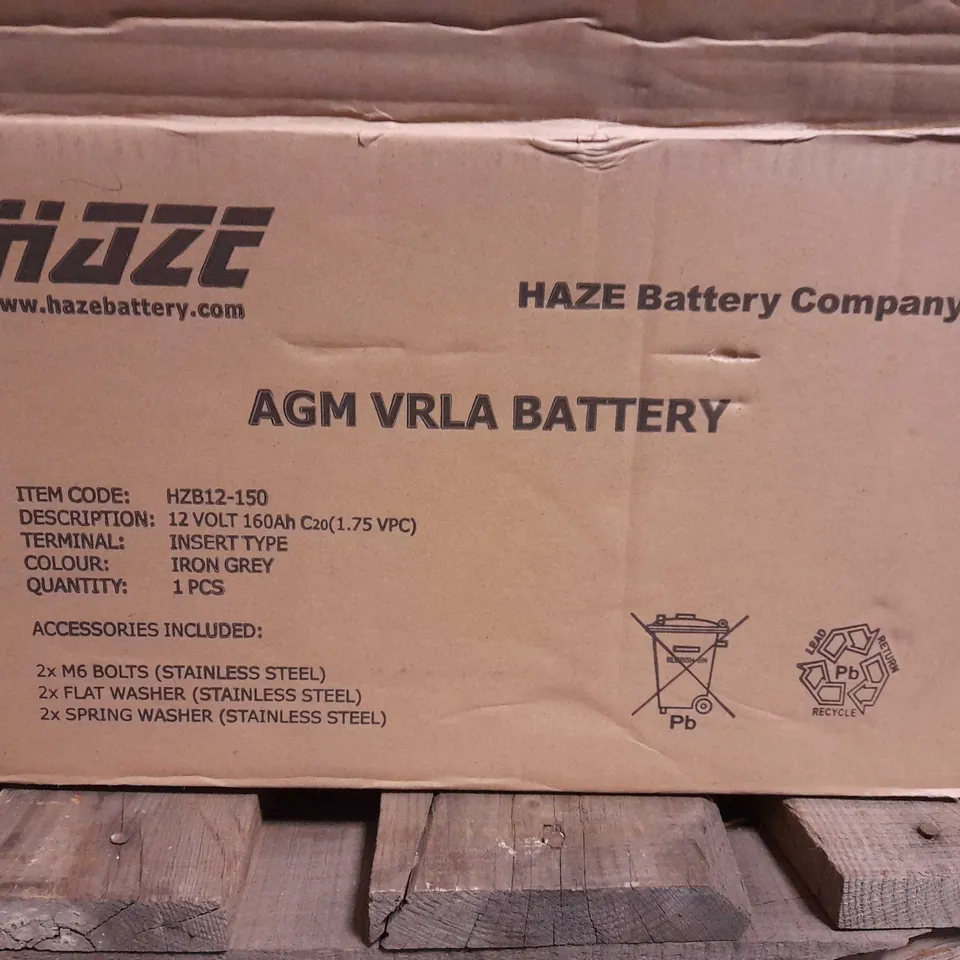 HAZE
www.hazebattery.com
HAZE Battery Company
AGM VRLA BATTERY
ITEM CODE: HZB12-150
DESCRIPTION: 12 VOLT 160Ah C20(1.75 VPC)
TERMINAL: INSERT TYPE
COLOUR: IRON GREY
QUANTITY: 1 PCS
ACCESSORIES INCLUDED:
2x M6 BOLTS (STAINLESS STEEL)
2x FLAT WASHER (STAINLESS STEEL)
2x SPRING WASHER (STAINLESS STEEL)
Pb
LEAD
RETURN
Pb
RECYCLE